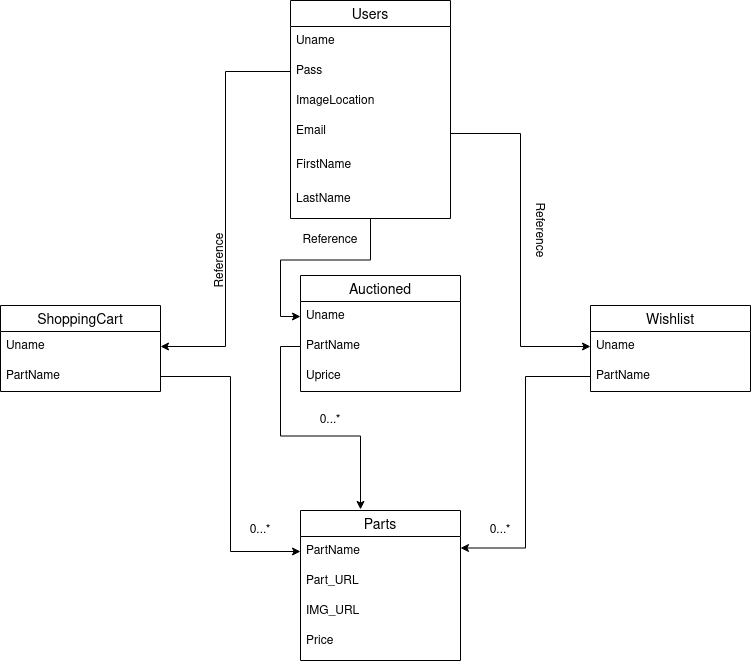 Users
Uname
Pass
ImageLocation
Email
FirstName
LastName
Reference
Reference
Reference
ShoppingCart
Uname
PartName
Auctioned
Uname
PartName
Uprice
Wishlist
Uname
PartName
0...*
0...*
0...*
Parts
PartName
Part_URL
IMG_URL
Price